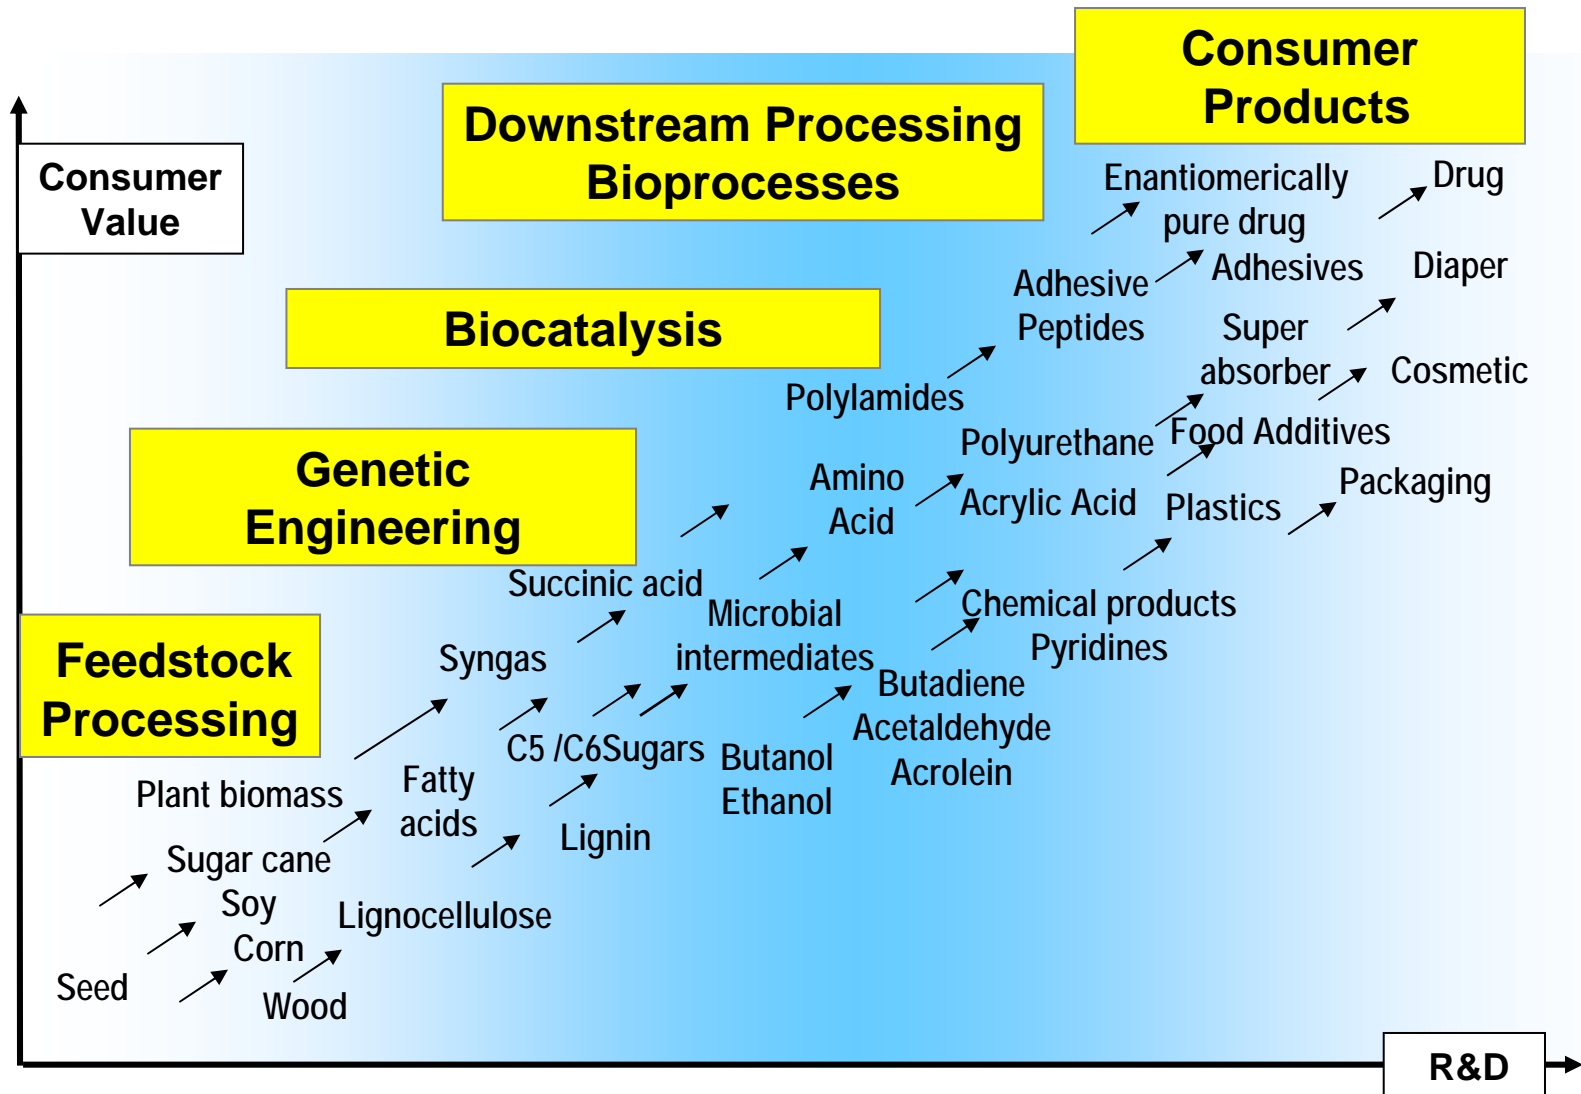 Consumer
Products
Downstream Processing
Bioprocesses
Consumer
Value
Biocatalysis
Genetic
Engineering
Feedstock
Processing
Enantiomerically
pure drug
Drug
Adhesives
Diaper
Adhesive
Peptides
Super
absorber
Cosmetic
Polylamides
Polyurethane
Food Additives
Amino
Acid
Acrylic Acid
Plastics
Packaging
Succinic acid
Microbial
intermediates
Chemical products
Pyridines
Syngas
Butadiene
Acetaldehyde
Acrolein
C5 /C6Sugars
Butanol
Ethanol
Plant biomass
Fatty
acids
Lignin
Sugar cane
Soy
Corn
Lignocellulose
Seed
Wood
R&D